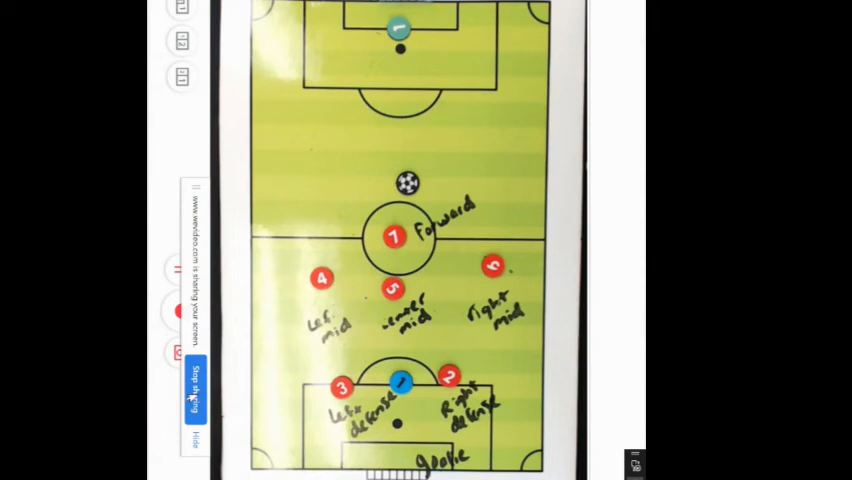 1
Forward
7
4
5
6
Left
mid
center
mid
right
mid
3
1
2
Left
defense
Right
defense
goalie
www.wevideo.com is sharing your screen.
Stop sharing
Hide